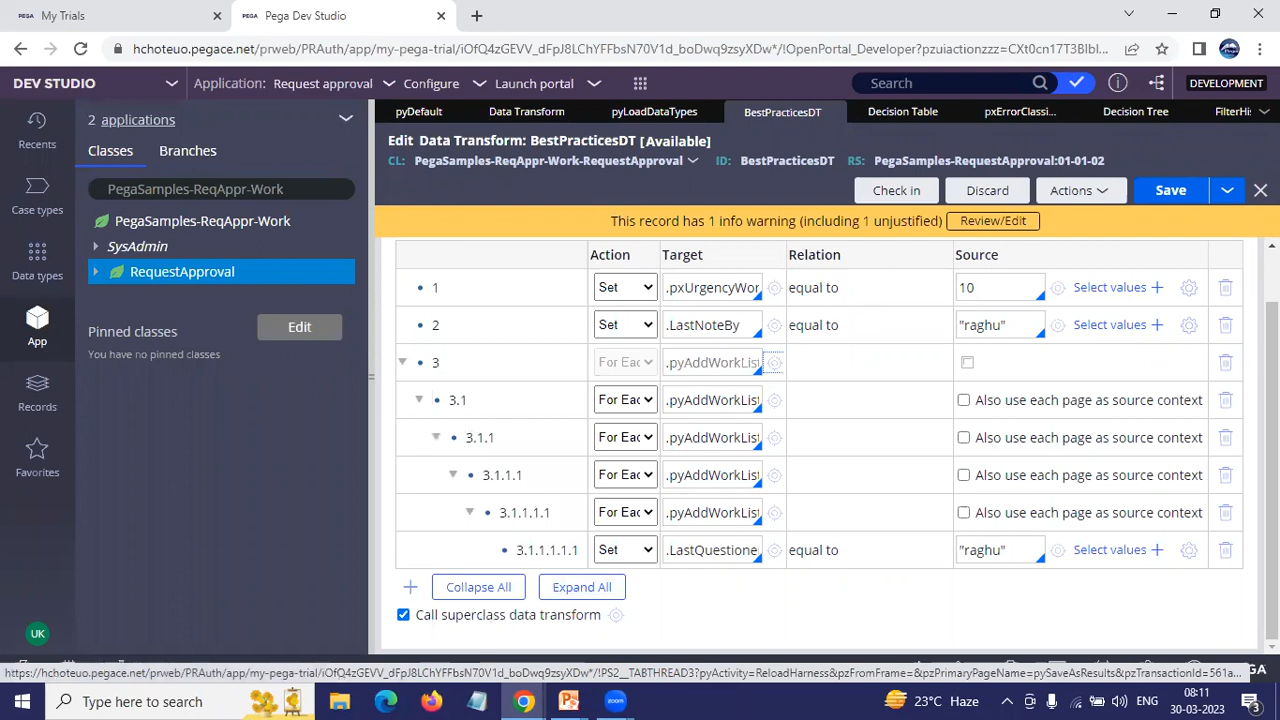 PEGA My Trials
PEGA Pega Dev Studio
hchoteuo.pegace.net/prweb/PRAuth/app/my-pega-trial/iOfQ4zGEVV_dFpJ8LChYFFbsN70V1d_boDwq9zsyXDw*/!OpenPortal_Developer?pzuiactionzzz=CXt0cn17T3Blbl...
DEV STUDIO
Application: Request approval
Configure
Launch portal
Search
DEVELOPMENT
Recents
Case types
Data types
App
Records
Favorites
UK
2 applications
Classes
Branches
PegaSamples-ReqAppr-Work
PegaSamples-ReqAppr-Work
SysAdmin
RequestApproval
Pinned classes
Edit
You have no pinned classes
pyDefault
Data Transform
pyLoadDataTypes
BestPracticesDT
Decision Table
pxErrorClassi...
Decision Tree
FilterHi
Edit Data Transform: BestPracticesDT [Available]
CL: PegaSamples-ReqAppr-Work-RequestApproval ID: BestPracticesDT RS: PegaSamples-RequestApproval:01-01-02
Check in
Discard
Actions
Save
This record has 1 info warning (including 1 unjustified) Review/Edit
Action Target Relation Source
1 Set .pxUrgencyWor equal to 10 Select values
2 Set .LastNoteBy equal to "raghu" Select values
3 For Eac .pyAddWorkList
3.1 For Eac .pyAddWorkList Also use each page as source context
3.1.1 For Eac .pyAddWorkList Also use each page as source context
3.1.1.1 For Eac .pyAddWorkList Also use each page as source context
3.1.1.1.1 For Eac .pyAddWorkList Also use each page as source context
3.1.1.1.1.1 Set .LastQuestione equal to "raghu" Select values
Collapse All
Expand All
Call superclass data transform
https://hchoteuo.pegace.net/prweb/PRAuth/app/my-pega-trial/iOfQ4zGEVV_dFpJ8LChYFFbsN70V1d_boDwq9zsyXDw*/!PS2__TABTHREAD3?pyActivity=ReloadHarness&pzFromFrame=&pzPrimaryPageName=pySaveAsResults&pzTransactionId=561a...
GA
Type here to search
23°C Haze
ENG
08:11
30-03-2023
3